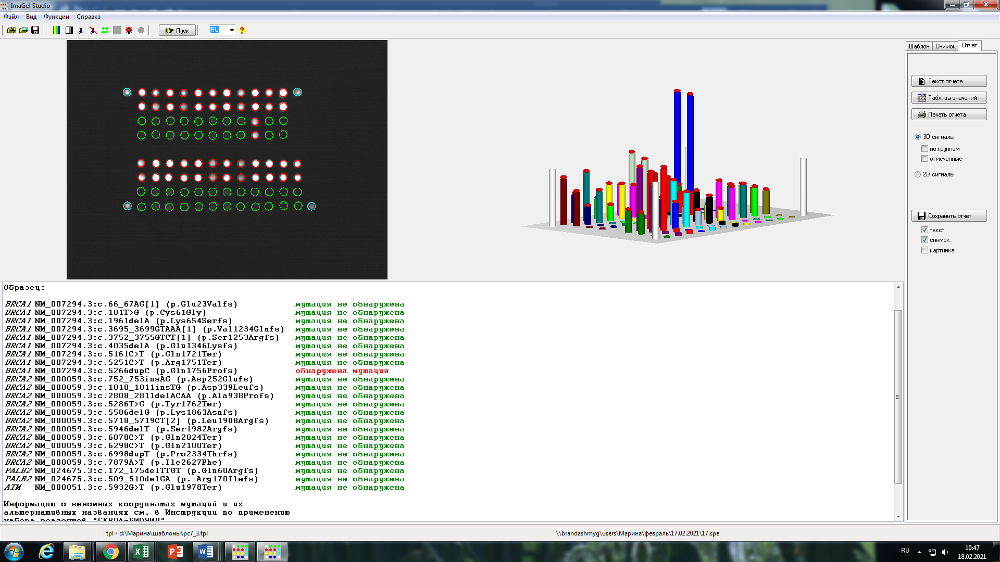 ImaGel Studio
Файл Вид Функции Справка
Пуск RU ?
Шаблон Снимок Отчет
Текст отчета
Таблица значений
Печать отчета
3D сигналы
по группам
отмеченные
2D сигналы
Сохранить отчет
текст
снимок
картинка
Образец:
BRCA1 NM_007294.3:c.66_67AG[1] (p.Glu23Valfs) мутация не обнаружена
BRCA1 NM_007294.3:c.181T>G (p.Cys61Gly) мутация не обнаружена
BRCA1 NM_007294.3:c.1961delA (p.Lys654Serfs) мутация не обнаружена
BRCA1 NM_007294.3:c.3695_3699GTAAA[1] (p.Val1234Glnfs) мутация не обнаружена
BRCA1 NM_007294.3:c.3752_3755GTCT[1] (p.Ser1253Argfs) мутация не обнаружена
BRCA1 NM_007294.3:c.4035delA (p.Glu1346Lysfs) мутация не обнаружена
BRCA1 NM_007294.3:c.5161C>T (p.Gln1721Ter) мутация не обнаружена
BRCA1 NM_007294.3:c.5251C>T (p.Arg1751Ter) мутация не обнаружена
BRCA1 NM_007294.3:c.5266dupC (p.Gln1756Profs) обнаружена мутация
BRCA2 NM_000059.3:c.752_753insAG (p.Asp252Glufs) мутация не обнаружена
BRCA2 NM_000059.3:c.1010_1011insTG (p.Asp339Leufs) мутация не обнаружена
BRCA2 NM_000059.3:c.2808_2811delACAA (p.Ala938Profs) мутация не обнаружена
BRCA2 NM_000059.3:c.5286T>G (p.Tyr1762Ter) мутация не обнаружена
BRCA2 NM_000059.3:c.5586delG (p.Lys1863Asnfs) мутация не обнаружена
BRCA2 NM_000059.3:c.5718_5719CT[2] (p.Leu1908Argfs) мутация не обнаружена
BRCA2 NM_000059.3:c.5946delT (p.Ser1982Argfs) мутация не обнаружена
BRCA2 NM_000059.3:c.6070C>T (p.Gln2024Ter) мутация не обнаружена
BRCA2 NM_000059.3:c.6298C>T (p.Gln2100Ter) мутация не обнаружена
BRCA2 NM_000059.3:c.6998dupT (p.Pro2334Thrfs) мутация не обнаружена
BRCA2 NM_000059.3:c.7879A>T (p.Ile2627Phe) мутация не обнаружена
PALB2 NM_024675.3:c.172_175delTTGT (p.Gln60Argfs) мутация не обнаружена
PALB2 NM_024675.3:c.509_510delGA (p. Arg170Ilefs) мутация не обнаружена
ATM NM_000051.3:c.5932G>T (p.Glu1978Ter) мутация не обнаружена
Информацию о геномных координатах мутаций и их
альтернативных названиях см. в Инструкции по применению
набора реагентов "ГЕРДА-БИОЧИП"
tpl - d:\Марина\шаблоны\pc7_3.tpl \\brandashmyg\users\Марина\февраль\17.02.2021\17.spe
RU 10:47
18.02.2021